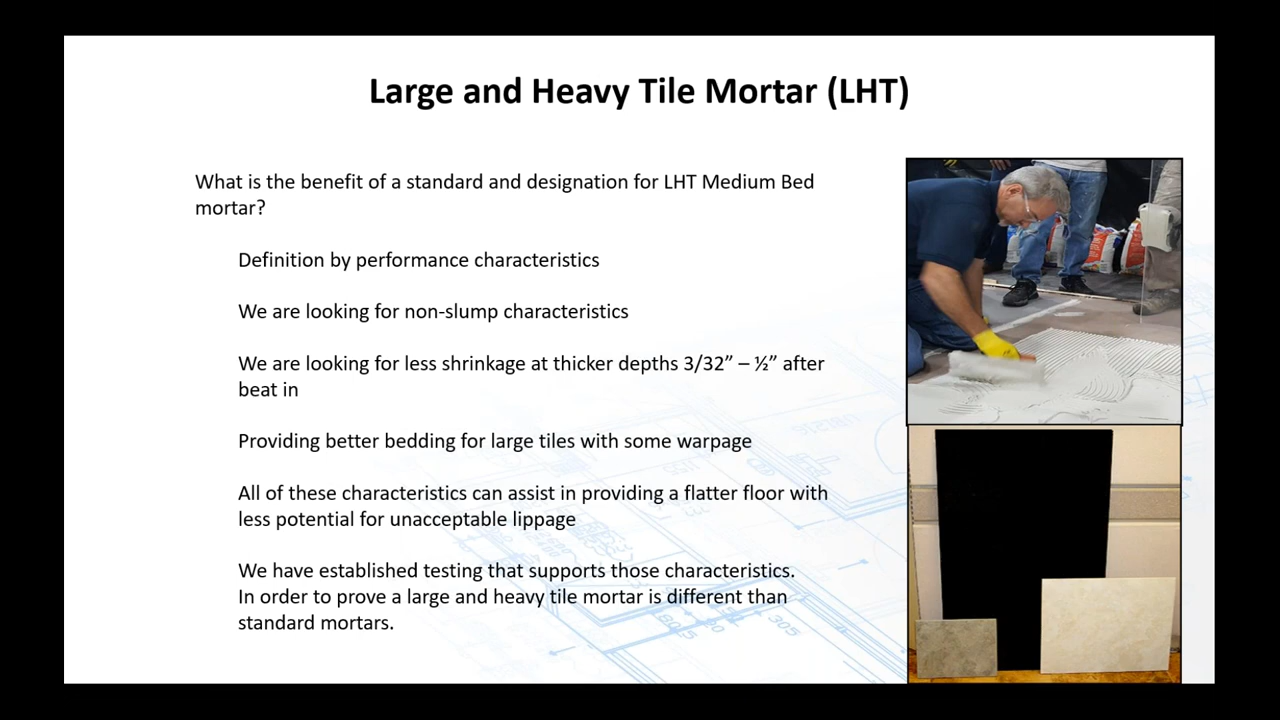 Large and Heavy Tile Mortar (LHT)
What is the benefit of a standard and designation for LHT Medium Bed
mortar?
Definition by performance characteristics
We are looking for non-slump characteristics
We are looking for less shrinkage at thicker depths 3/32” – ½” after
beat in
Providing better bedding for large tiles with some warpage
All of these characteristics can assist in providing a flatter floor with
less potential for unacceptable lippage
We have established testing that supports those characteristics.
In order to prove a large and heavy tile mortar is different than
standard mortars.
305